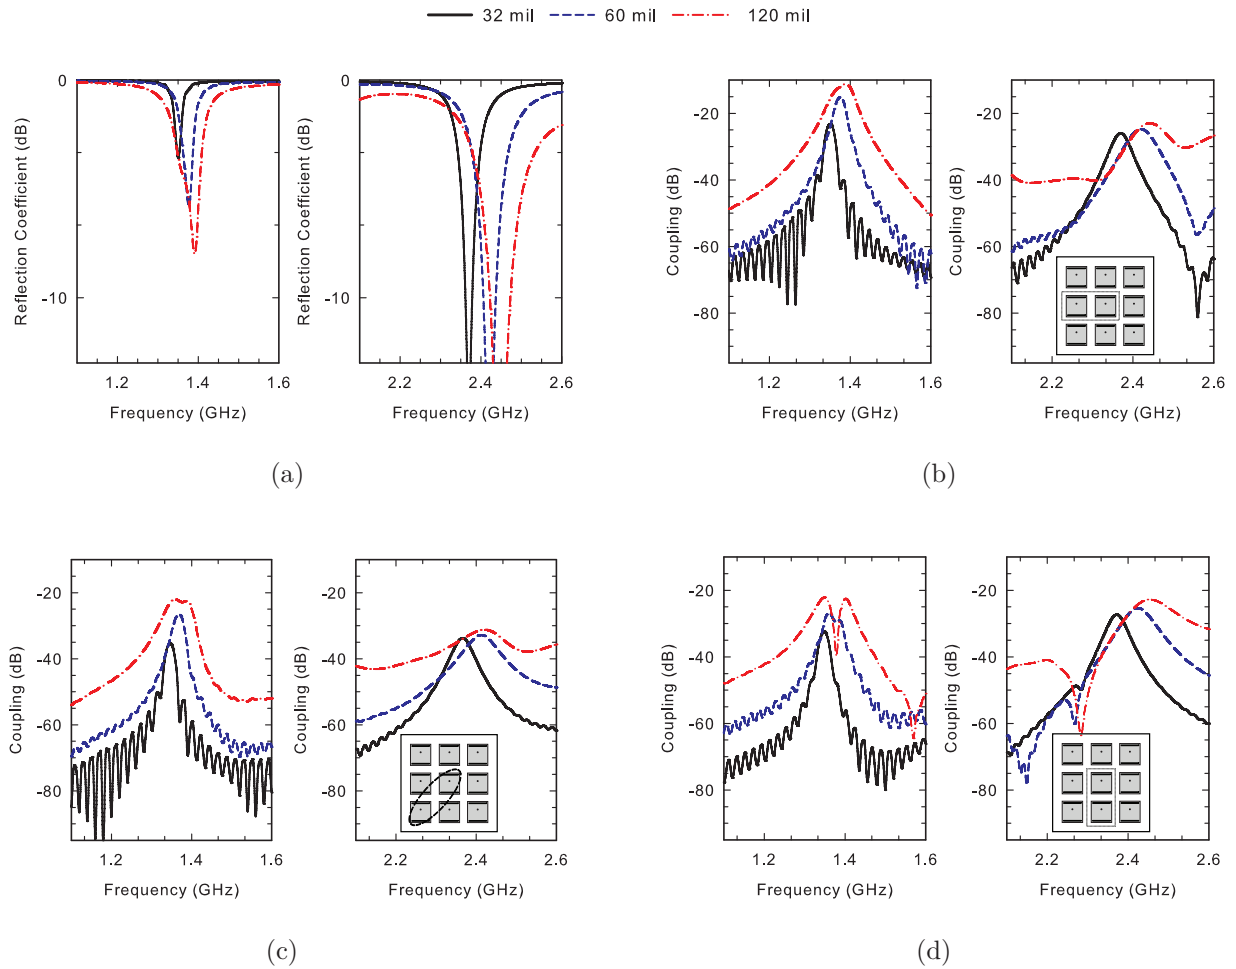 32 mil 60 mil 120 mil
0
-10
Reflection Coefficient (dB)
1.2 1.4 1.6
Frequency (GHz)
0
-10
Reflection Coefficient (dB)
2.2 2.4 2.6
Frequency (GHz)
(a)
-20
-40
-60
-80
Coupling (dB)
1.2 1.4 1.6
Frequency (GHz)
-20
-40
-60
-80
Coupling (dB)
2.2 2.4 2.6
Frequency (GHz)
(b)
-20
-40
-60
-80
Coupling (dB)
1.2 1.4 1.6
Frequency (GHz)
-20
-40
-60
-80
Coupling (dB)
2.2 2.4 2.6
Frequency (GHz)
(c)
-20
-40
-60
-80
Coupling (dB)
1.2 1.4 1.6
Frequency (GHz)
-20
-40
-60
-80
Coupling (dB)
2.2 2.4 2.6
Frequency (GHz)
(d)